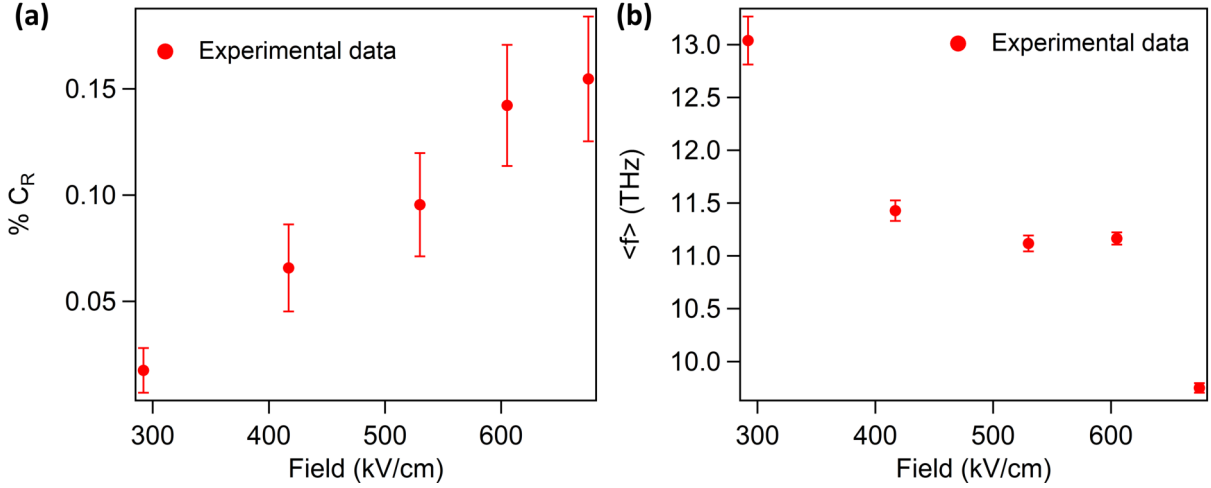 (a)
Experimental data
0.15
0.10
0.05
% C_R
300 400 500 600
Field (kV/cm)
(b)
Experimental data
13.0
12.5
12.0
11.5
11.0
10.5
10.0
<f> (THz)
300 400 500 600
Field (kV/cm)